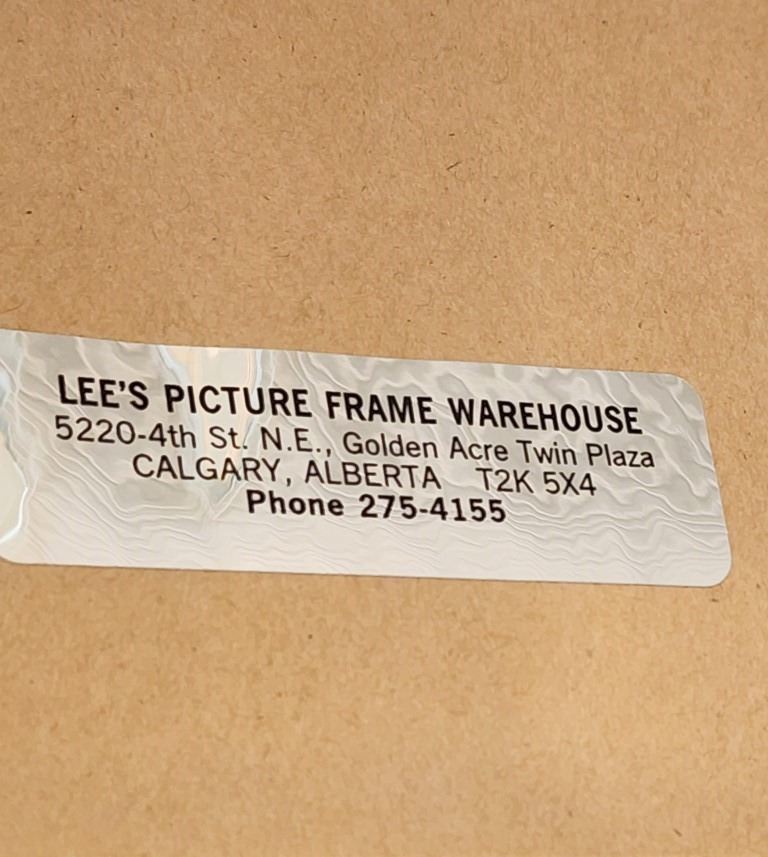 LEE'S PICTURE FRAME WAREHOUSE
5220-4th St. N.E., Golden Acre Twin Plaza
CALGARY, ALBERTA T2K 5X4
Phone 275-4155